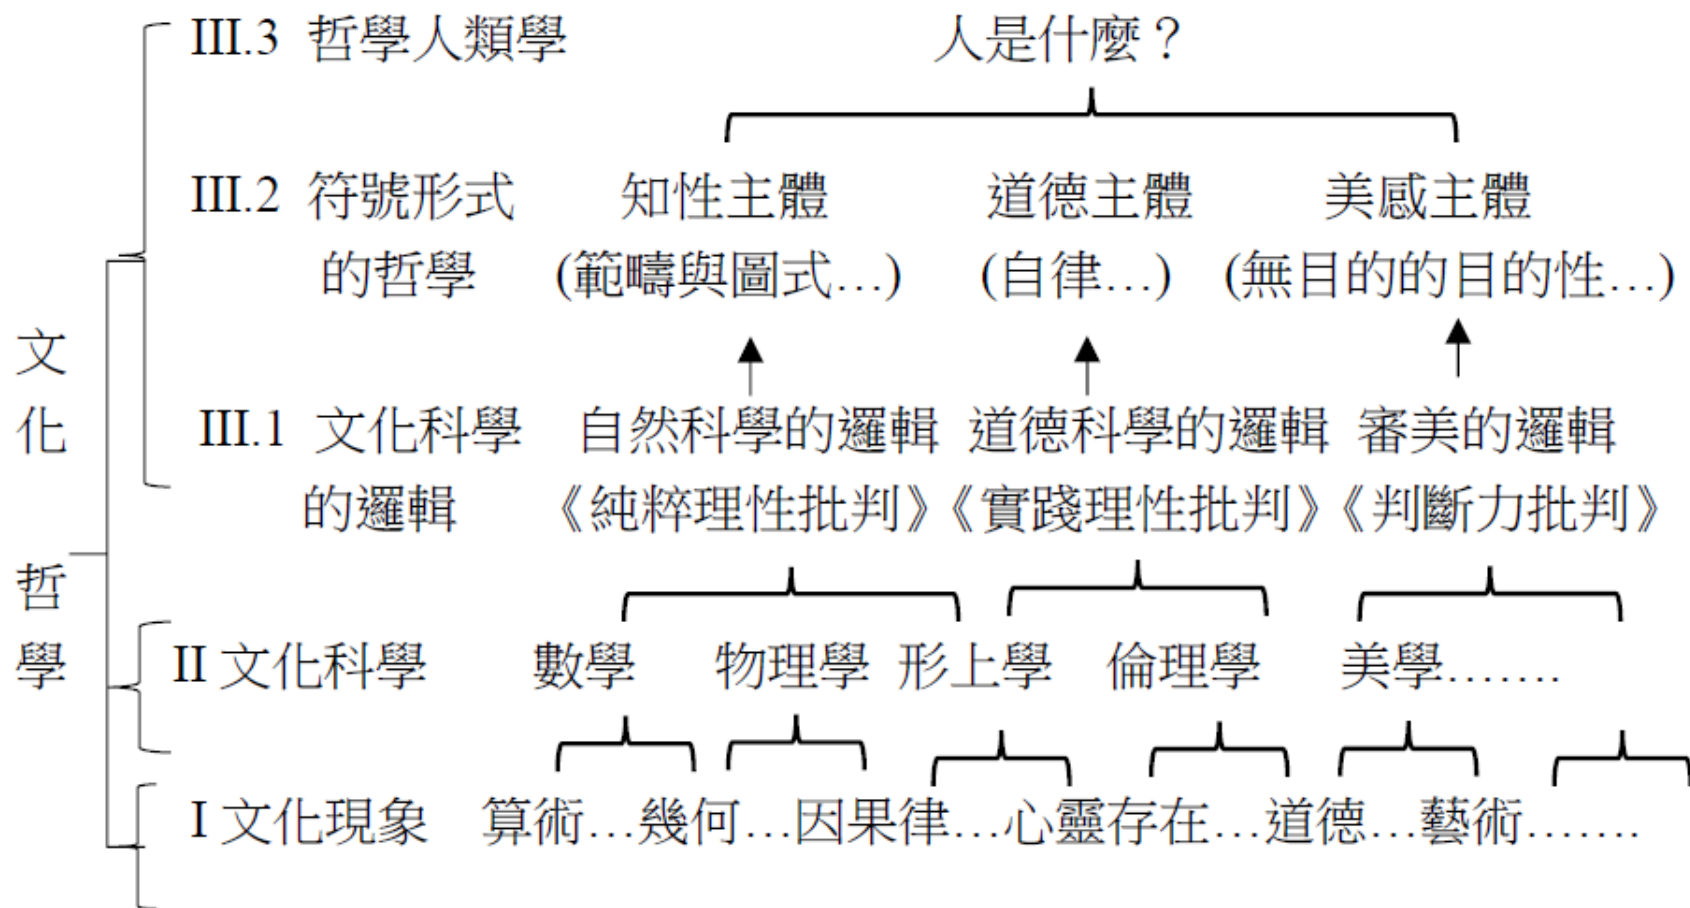 III.3 哲學人類學 人是什麼？
III.2 符號形式 知性主體 道德主體 美感主體
的哲學 (範疇與圖式…) (自律…) (無目的的目的性…)
文化哲學
III.1 文化科學 自然科學的邏輯 道德科學的邏輯 審美的邏輯
的邏輯 《純粹理性批判》《實踐理性批判》《判斷力批判》
II 文化科學 數學 物理學 形上學 倫理學 美學.......
I 文化現象 算術…幾何…因果律…心靈存在…道德…藝術.......